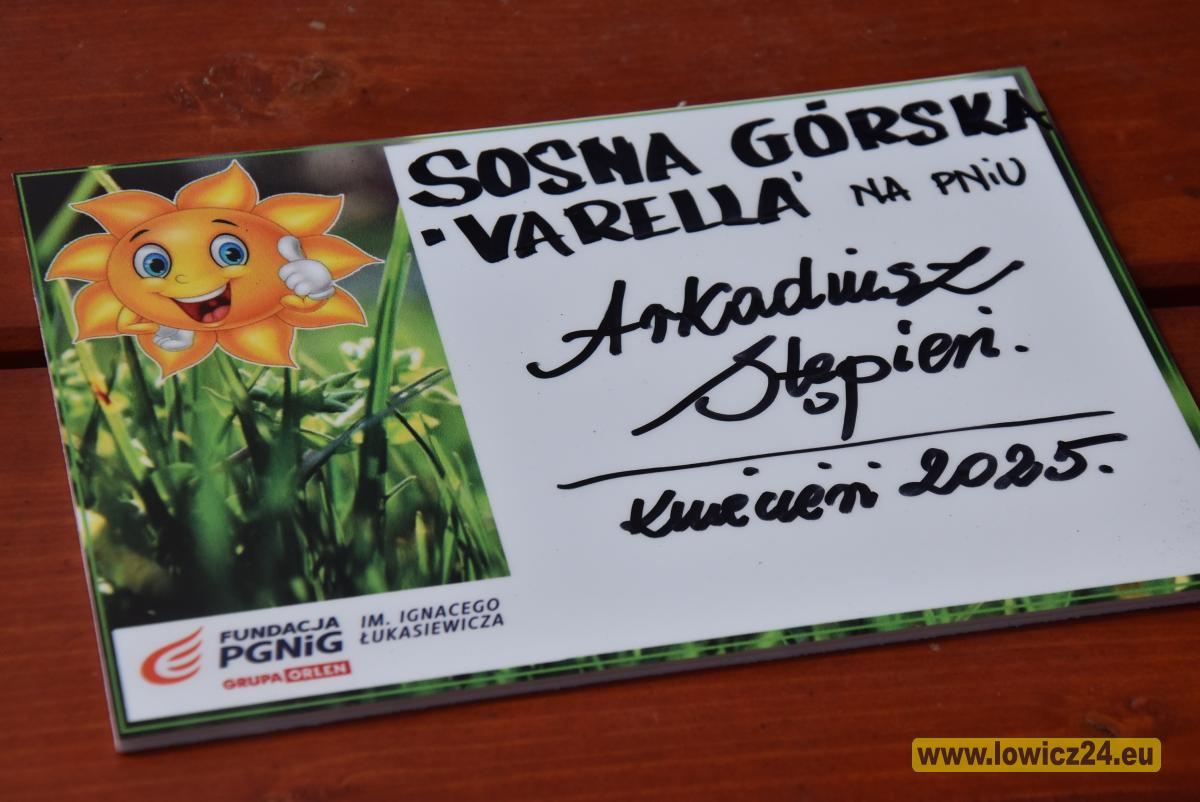 SOSNA GÓRSKA
'VARELLA' NA PNiU
Arkadiusz
Stępień.
Kwiecień 2025.
FUNDACJA
PGNiG
GRUPA ORLEN
IM. IGNACEGO
ŁUKASIEWICZA
www.lowicz24.eu